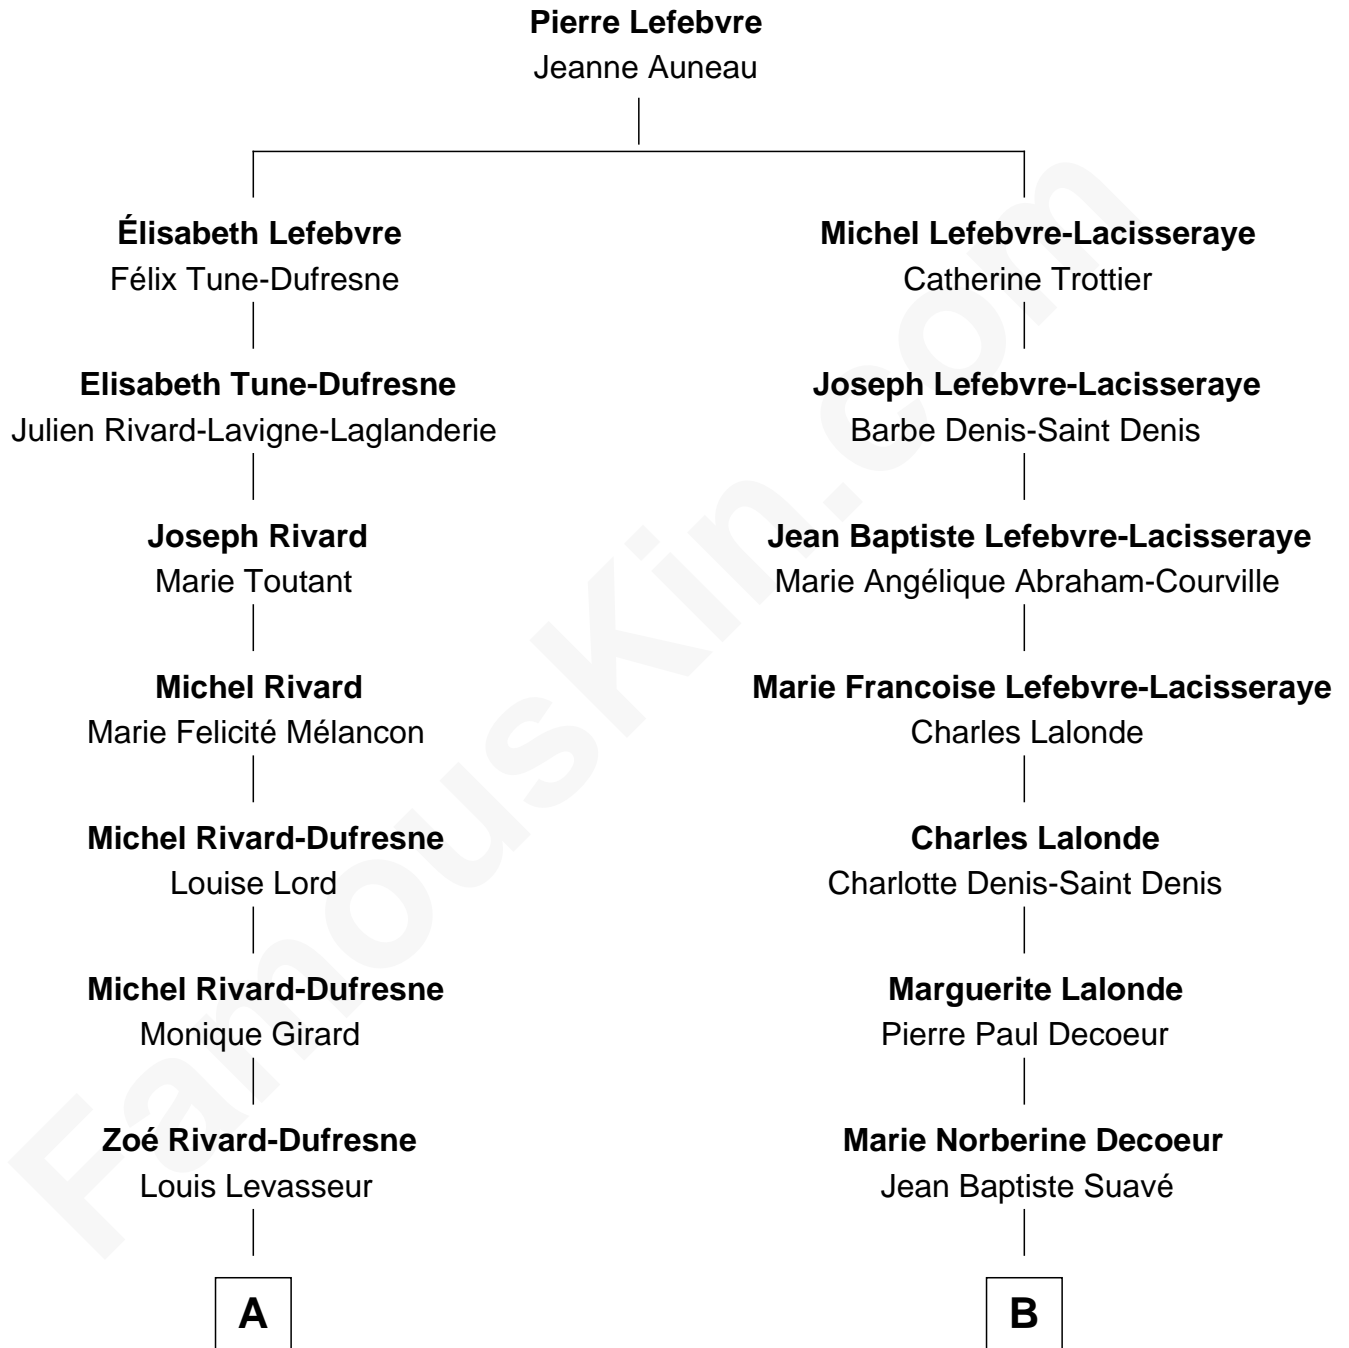 Pierre Lefebvre
Jeanne Auneau
Élisabeth Lefebvre
Félix Tune-Dufresne
Michel Lefebvre-Lacisseraye
Catherine Trottier
Elisabeth Tune-Dufresne
Julien Rivard-Lavigne-Laglanderie
Joseph Lefebvre-Lacisseraye
Barbe Denis-Saint Denis
Joseph Rivard
Marie Toutant
Jean Baptiste Lefebvre-Lacisseraye
Marie Angélique Abraham-Courville
Michel Rivard
Marie Felicité Mélancon
Marie Francoise Lefebvre-Lacisseraye
Charles Lalonde
Michel Rivard-Dufresne
Louise Lord
Charles Lalonde
Charlotte Denis-Saint Denis
Michel Rivard-Dufresne
Monique Girard
Marguerite Lalonde
Pierre Paul Decoeur
Zoé Rivard-Dufresne
Louis Levasseur
Marie Norberine Decoeur
Jean Baptiste Suavé
A
B
FamousKin.com